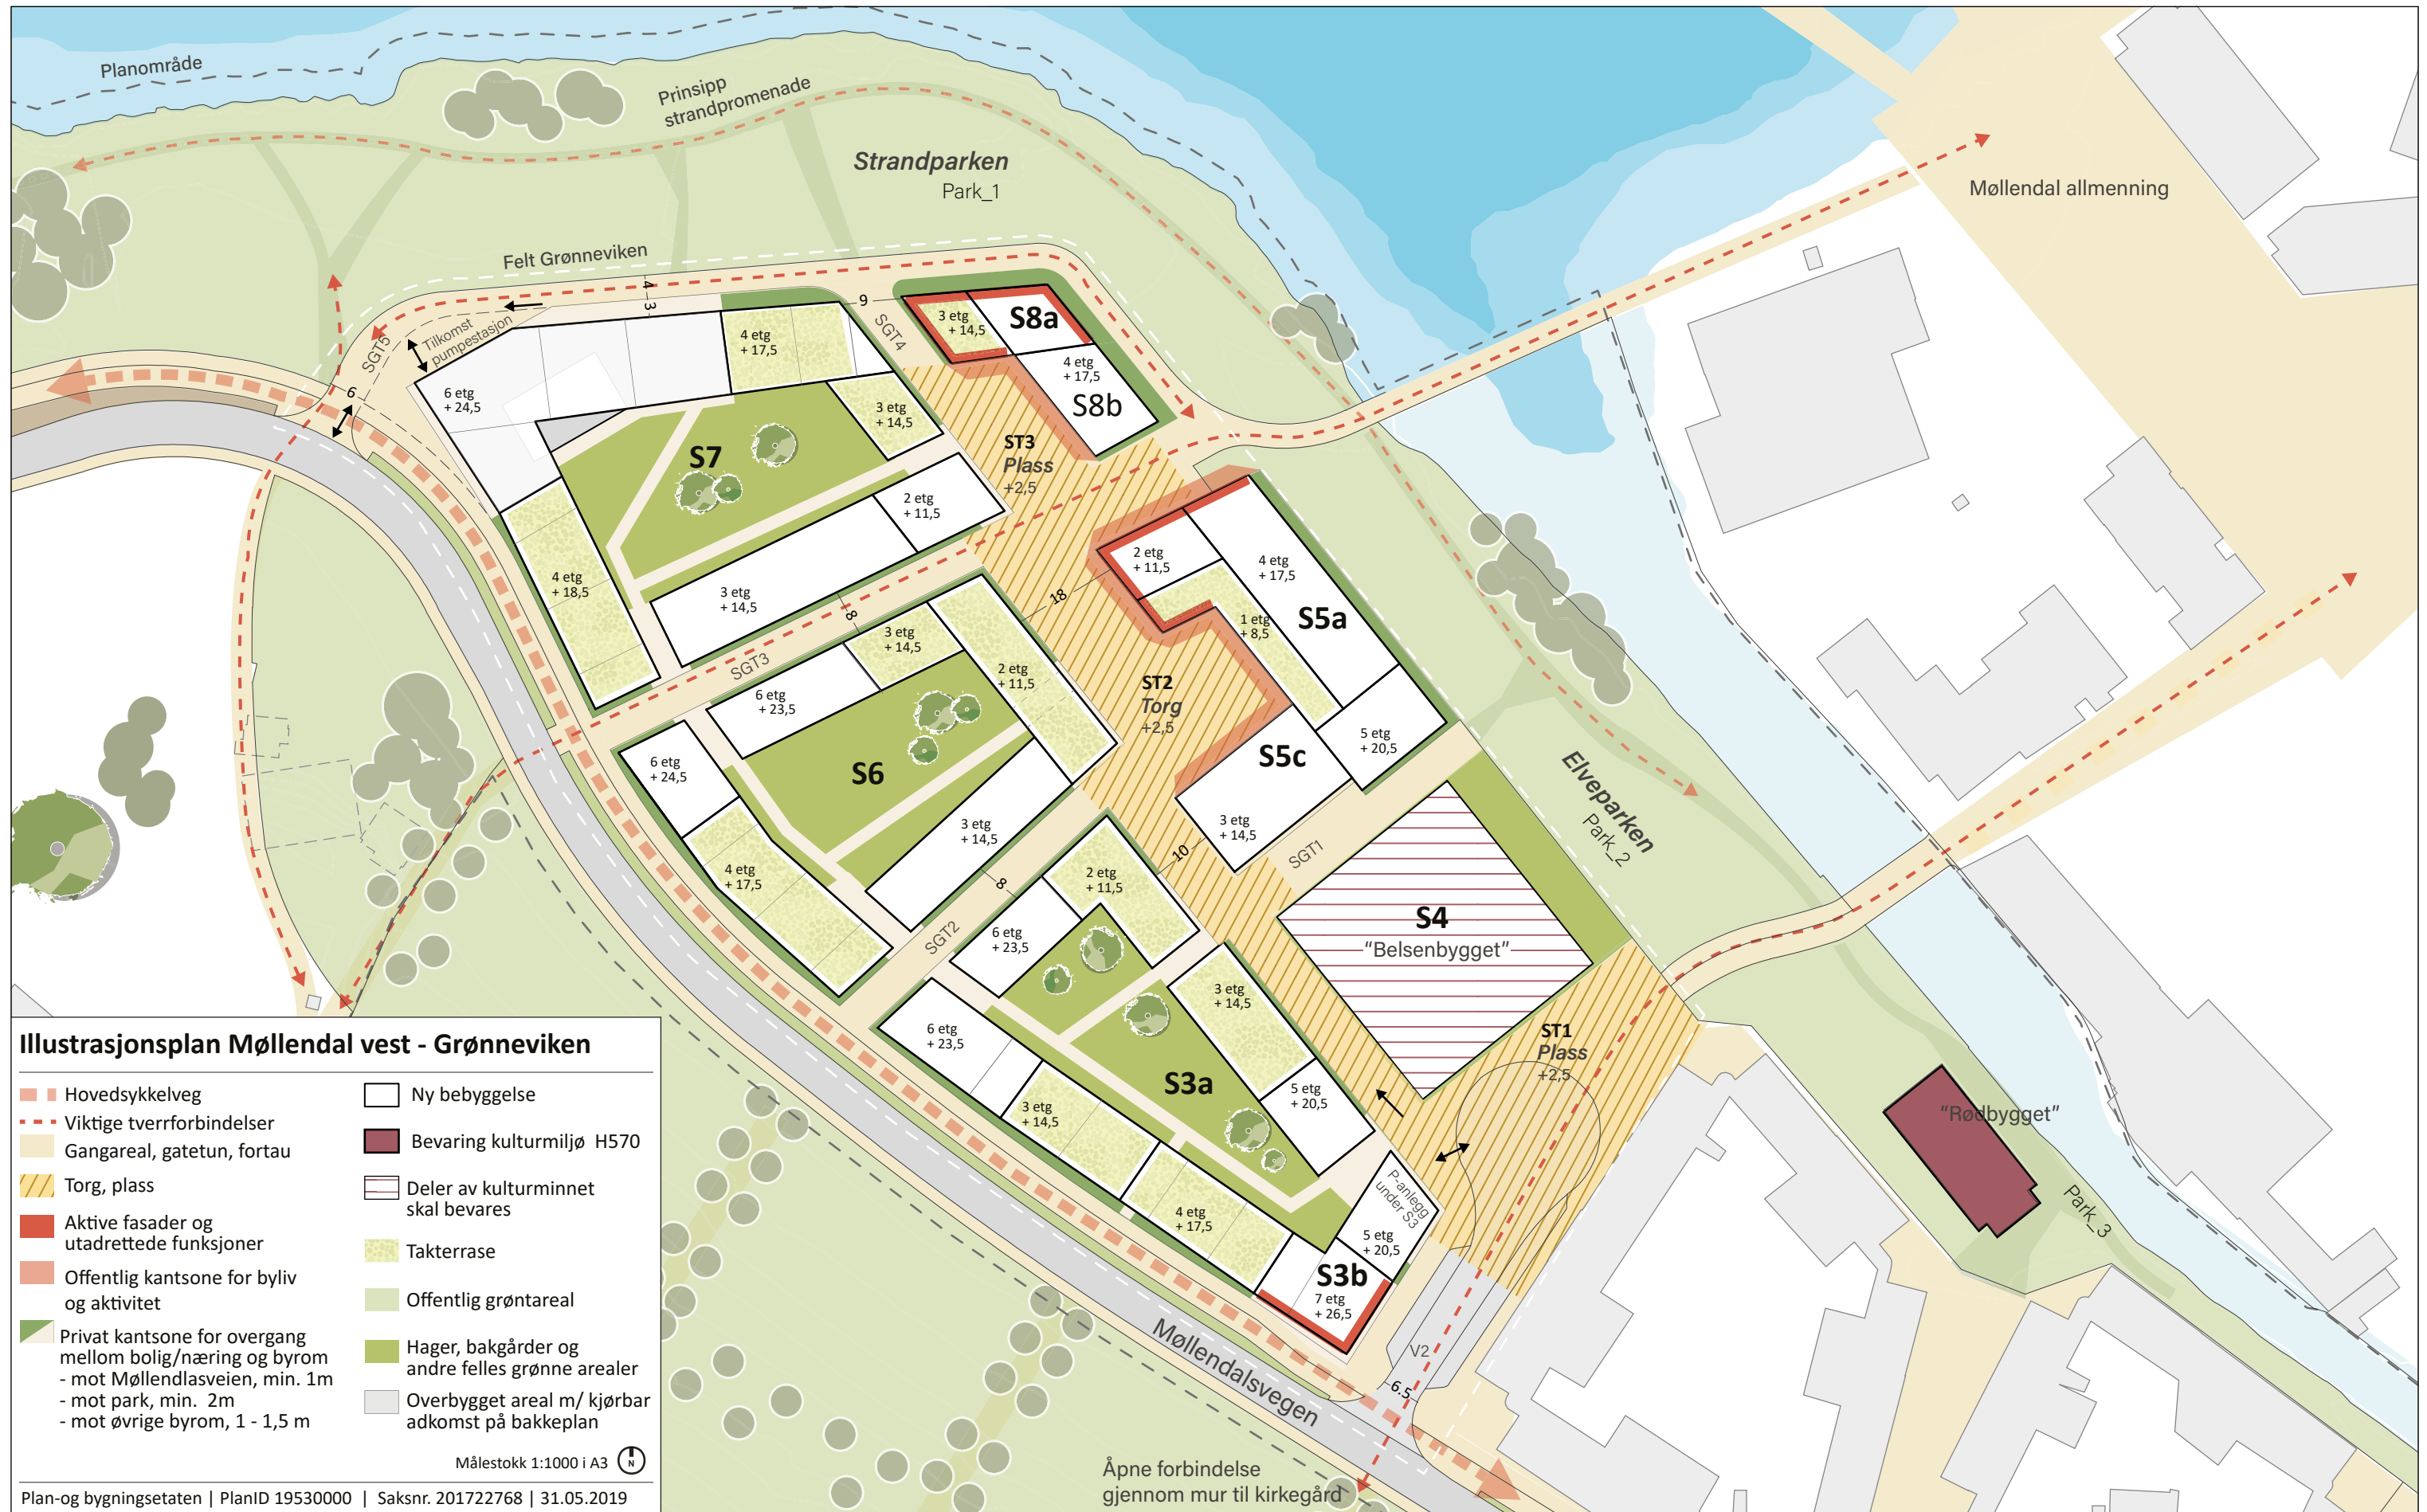 Planområde
Prinsipp
strandpromenade
Strandparken
Park_1
Møllendal allmenning
Felt Grønneviken
4
3
9
SGT4
SGT5
Tilkomst
pumpestasjon
6
6 etg
+ 24,5
4 etg
+ 17,5
3 etg
+ 14,5
S7
2 etg
+ 11,5
3 etg
+ 14,5
4 etg
+ 18,5
3 etg
+ 14,5
S8a
4 etg
+ 17,5
S8b
ST3
Plass
+2,5
18
8
SGT3
2 etg
+ 11,5
4 etg
+ 17,5
1 etg
+ 8,5
S5a
5 etg
+ 20,5
S5c
3 etg
+ 14,5
ST2
Torg
+2,5
3 etg
+ 14,5
2 etg
+ 11,5
6 etg
+ 23,5
6 etg
+ 24,5
S6
3 etg
+ 14,5
4 etg
+ 17,5
10
SGT1
8
SGT2
Elveparken
Park_2
S4
"Belsenbygget"
2 etg
+ 11,5
6 etg
+ 23,5
6 etg
+ 23,5
3 etg
+ 14,5
S3a
5 etg
+ 20,5
3 etg
+ 14,5
4 etg
+ 17,5
P-anlegg
under S3
5 etg
+ 20,5
S3b
7 etg
+ 26,5
ST1
Plass
+2,5
"Rødbygget"
Park_3
V2
6.5
Møllendalsvegen
Åpne forbindelse
gjennom mur til kirkegård
Illustrasjonsplan Møllendal vest - Grønneviken
Hovedsykkelveg
Viktige tverrforbindelser
Gangareal, gatetun, fortau
Torg, plass
Aktive fasader og
utadrettede funksjoner
Offentlig kantsone for byliv
og aktivitet
Privat kantsone for overgang
mellom bolig/næring og byrom
- mot Møllendlasveien, min. 1m
- mot park, min. 2m
- mot øvrige byrom, 1 - 1,5 m
Ny bebyggelse
Bevaring kulturmiljø H570
Deler av kulturminnet
skal bevares
Takterrase
Offentlig grøntareal
Hager, bakgårder og
andre felles grønne arealer
Overbygget areal m/ kjørbar
adkomst på bakkeplan
Målestokk 1:1000 i A3
N
Plan-og bygningsetaten | PlanID 19530000 | Saksnr. 201722768 | 31.05.2019